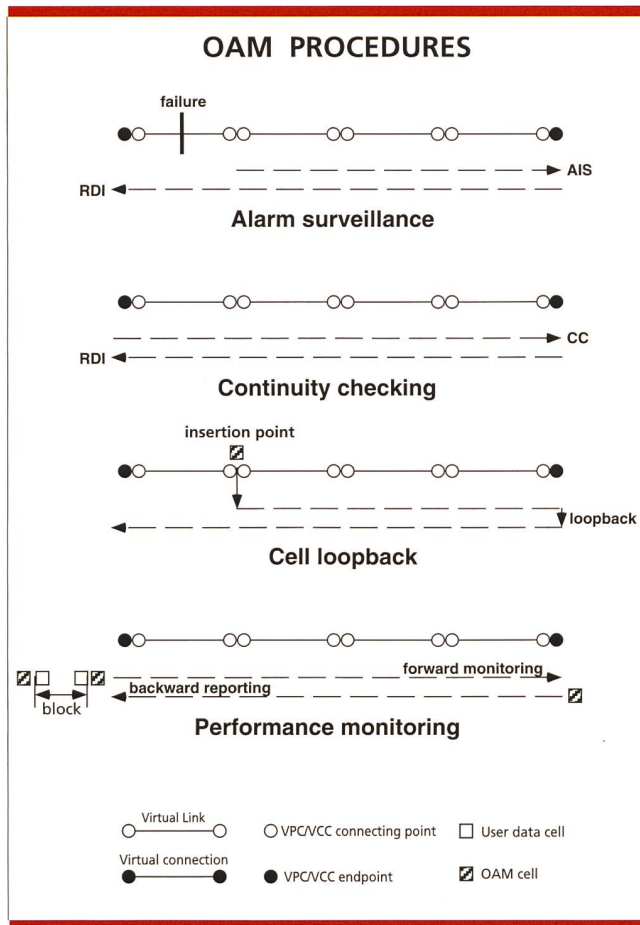 OAM PROCEDURES
failure
AIS
RDI
Alarm surveillance
CC
RDI
Continuity checking
insertion point
loopback
Cell loopback
forward monitoring
backward reporting
block
Performance monitoring
Virtual Link
VPC/VCC connecting point
User data cell
Virtual connection
VPC/VCC endpoint
OAM cell